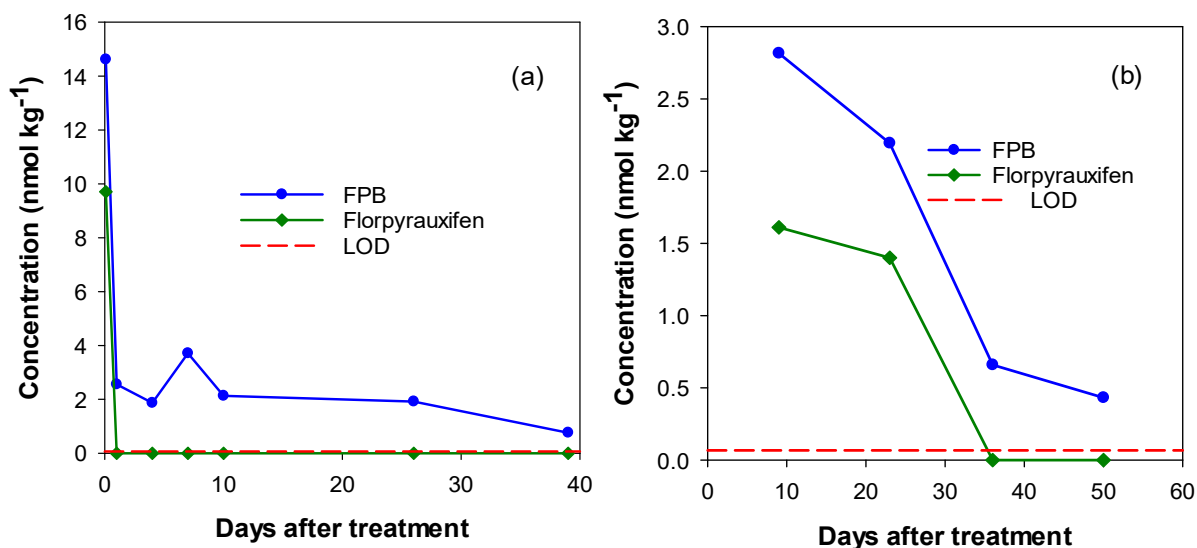 (a)
Concentration (nmol kg⁻¹)
16
14
12
10
8
6
4
2
0
FPB
Florpyrauxifen
LOD
0 10 20 30 40
Days after treatment
(b)
Concentration (nmol kg⁻¹)
3.0
2.5
2.0
1.5
1.0
0.5
0.0
FPB
Florpyrauxifen
LOD
0 10 20 30 40 50 60
Days after treatment